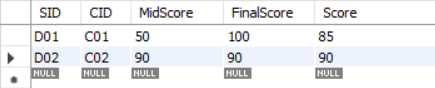 SID CID MidScore FinalScore Score
D01 C01 50 100 85
D02 C02 90 90 90
NULL NULL NULL NULL NULL